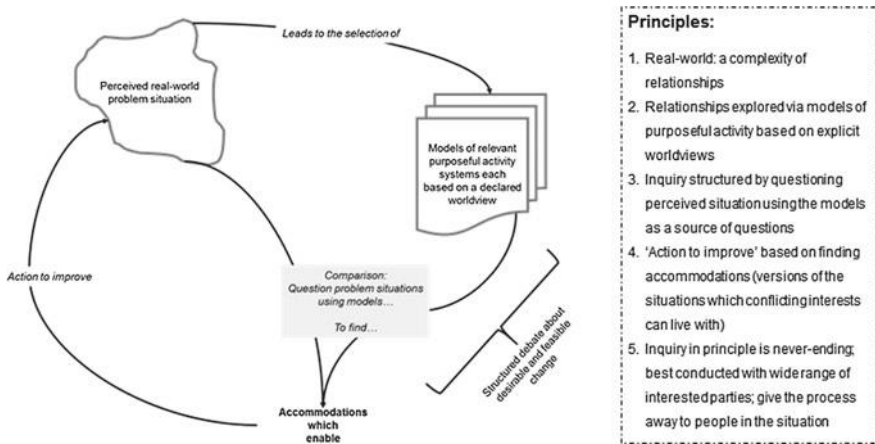 Leads to the selection of
Perceived real-world
problem situation
Models of relevant
purposeful activity
systems each
based on a declared
worldview
Action to improve
Comparison:
Question problem situations
using models…
To find…
Structured debate about
desirable and feasible
change
Accommodations
which
enable
Principles:
1. Real-world: a complexity of
relationships
2. Relationships explored via models of
purposeful activity based on explicit
worldviews
3. Inquiry structured by questioning
perceived situation using the models
as a source of questions
4. ‘Action to improve’ based on finding
accommodations (versions of the
situations which conflicting interests
can live with)
5. Inquiry in principle is never-ending;
best conducted with wide range of
interested parties; give the process
away to people in the situation